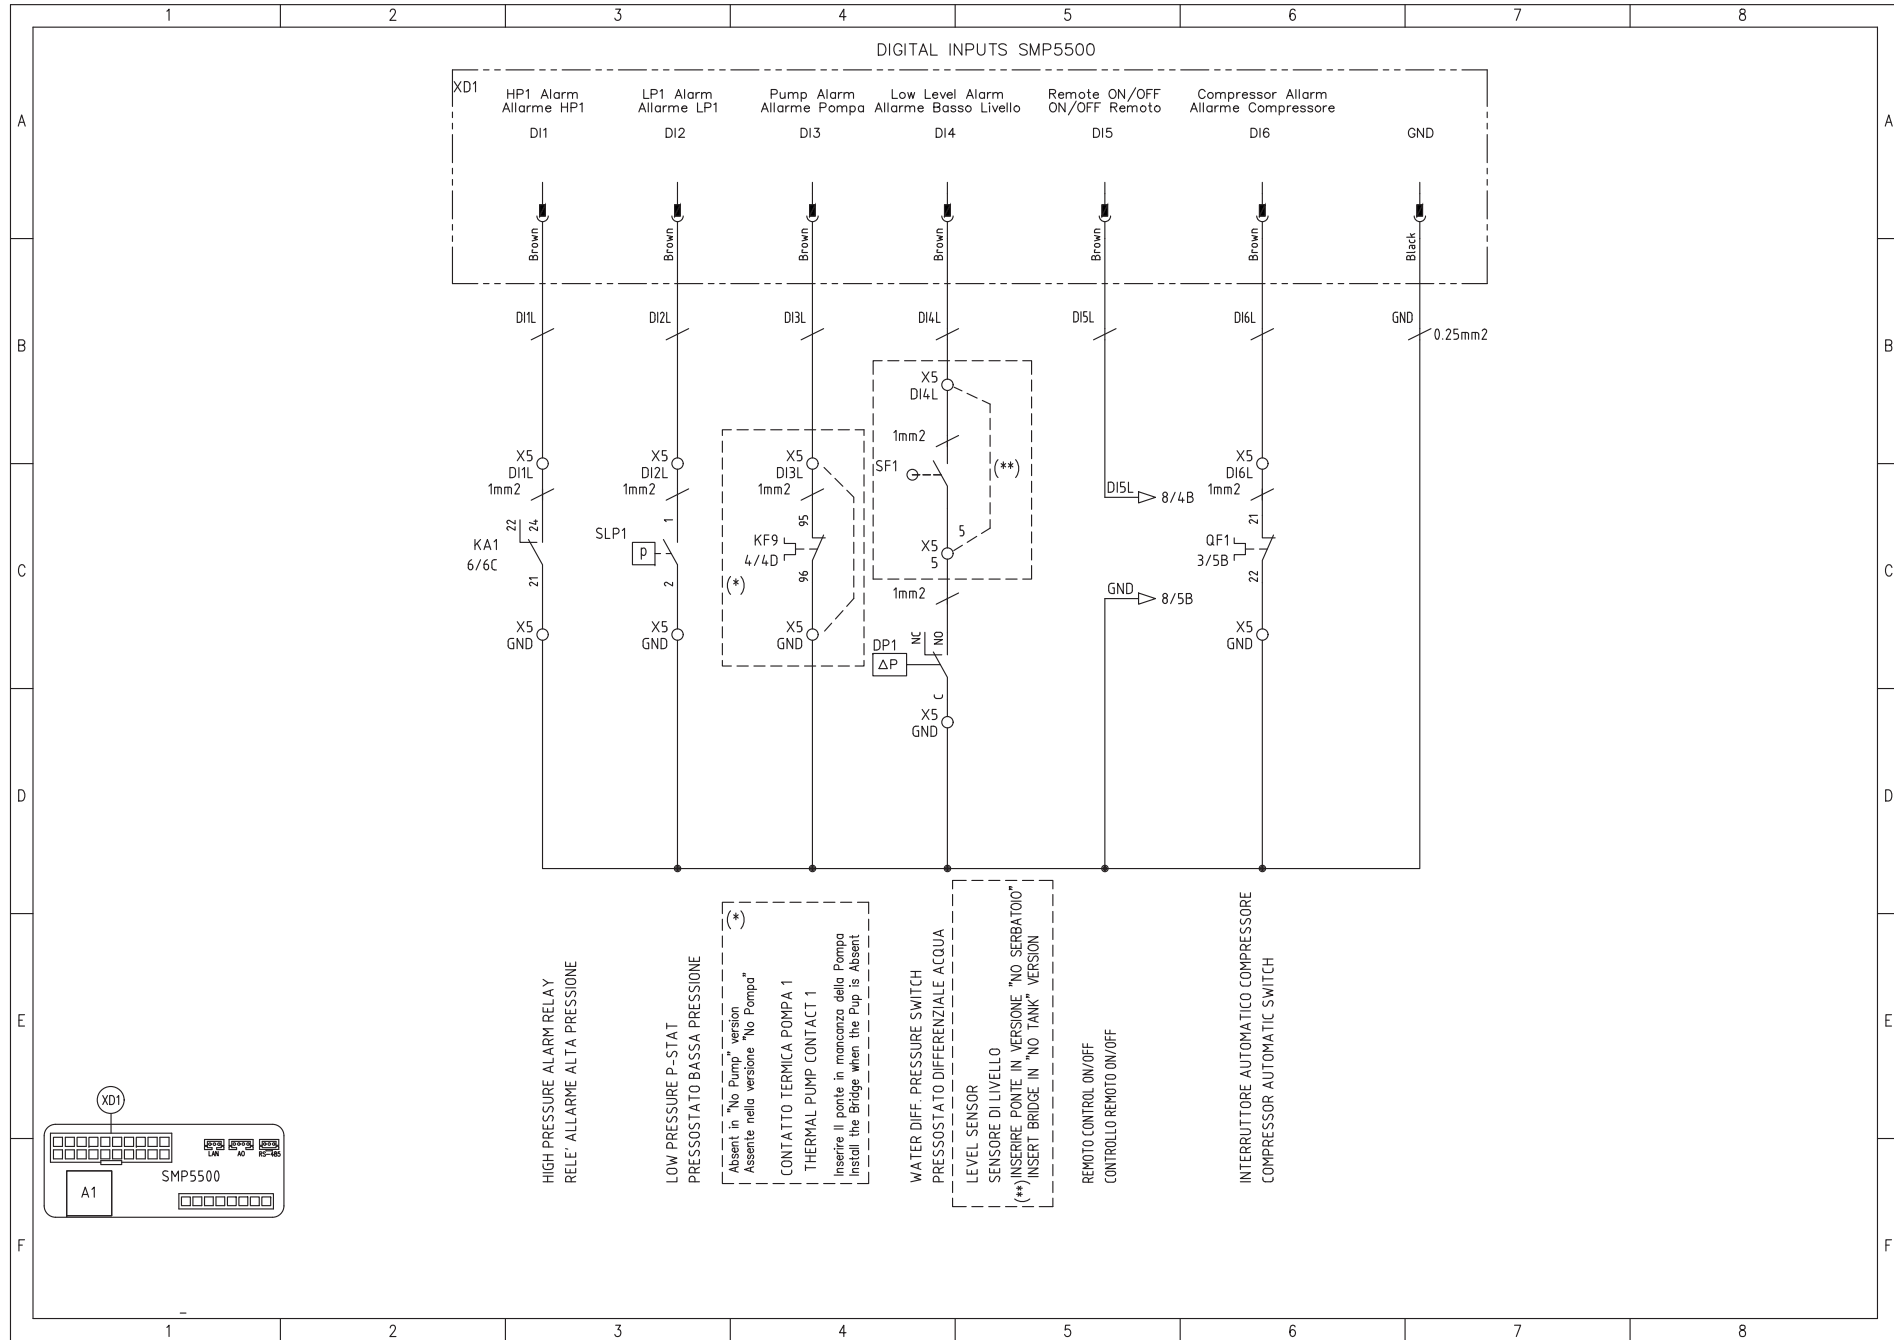 1 2 3 4 5 6 7 8
DIGITAL INPUTS SMP5500
XD1
HP1 Alarm
Allarme HP1
DI1
LP1 Alarm
Allarme LP1
DI2
Pump Alarm
Allarme Pompa
DI3
Low Level Alarm
Allarme Basso Livello
DI4
Remote ON/OFF
ON/OFF Remoto
DI5
Compressor Allarm
Allarme Compressore
DI6
GND
A
A
Brown
Brown
Brown
Brown
Brown
Brown
Black
DI1L
DI2L
DI3L
DI4L
DI5L
DI6L
GND
0.25mm2
B
B
X5
DI4L
1mm2
SF1
(**)
5
X5
5
1mm2
X5
DI1L
1mm2
22
24
KA1
6/6C
21
X5
GND
X5
DI2L
1mm2
1
SLP1
P
2
X5
GND
X5
DI3L
1mm2
95
KF9
4/4D
96
(*)
X5
GND
NC
NO
DP1
ΔP
C
X5
GND
DI5L
8/4B
GND
8/5B
X5
DI6L
1mm2
21
QF1
3/5B
22
X5
GND
C
C
D
D
HIGH PRESSURE ALARM RELAY
RELE' ALLARME ALTA PRESSIONE
LOW PRESSURE P-STAT
PRESSOSTATO BASSA PRESSIONE
(*)
Absent in "No Pump" version
Assente nella versione "No Pompa"
CONTATTO TERMICA POMPA 1
THERMAL PUMP CONTACT 1
Inserire il ponte in mancanza della Pompa
Install the Bridge when the Pup is Absent
WATER DIFF. PRESSURE SWITCH
PRESSOSTATO DIFFERENZIALE ACQUA
LEVEL SENSOR
SENSORE DI LIVELLO
(**)INSERIRE PONTE IN VERSIONE "NO SERBATOIO"
INSERT BRIDGE IN "NO TANK" VERSION
REMOTO CONTROL ON/OFF
CONTROLLO REMOTO ON/OFF
INTERRUTTORE AUTOMATICO COMPRESSORE
COMPRESSOR AUTOMATIC SWITCH
E
E
XD1
LAN AO RS-485
SMP5500
A1
F
F
1 2 3 4 5 6 7 8